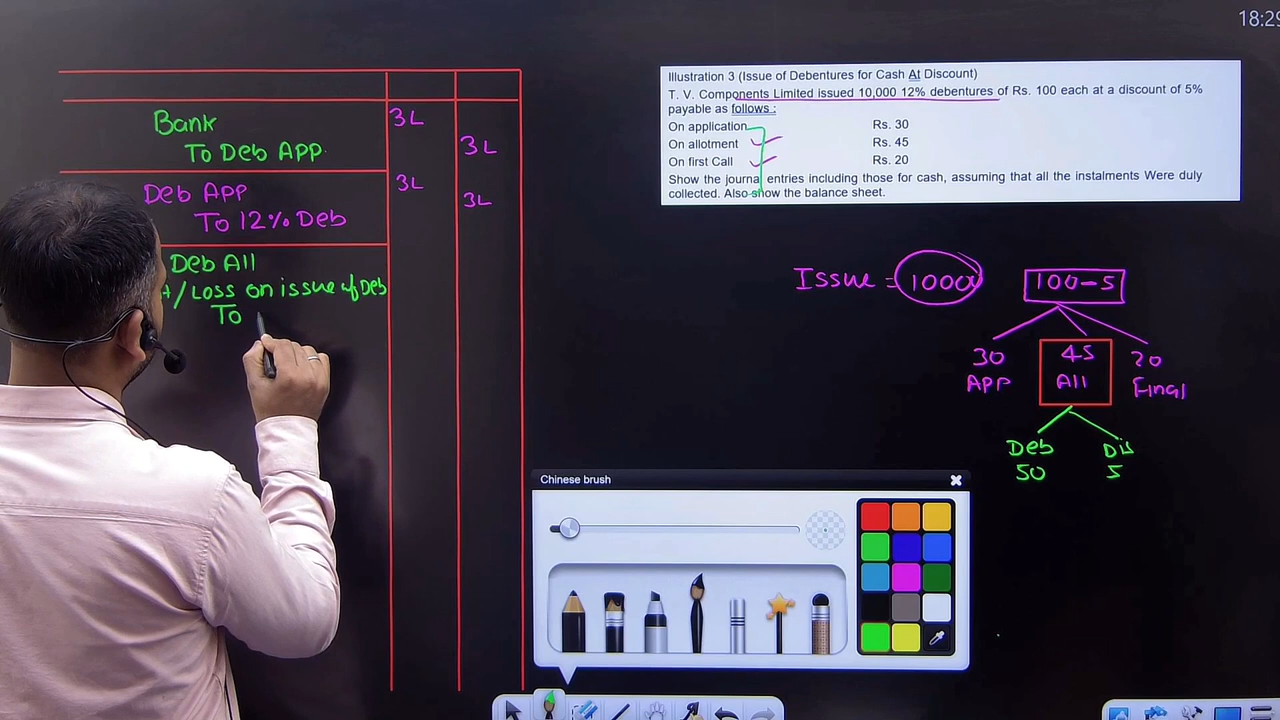 18:29
Illustration 3 (Issue of Debentures for Cash At Discount)
T. V. Components Limited issued 10,000 12% debentures of Rs. 100 each at a discount of 5%
payable as follows :
On application Rs. 30
On allotment Rs. 45
On first Call Rs. 20
Show the journal entries including those for cash, assuming that all the instalments Were duly
collected. Also show the balance sheet.
Bank 3L
To Deb APP. 3L
Deb APP 3L
To 12% Deb 3L
Deb All
/ Loss on issue of Deb
To
Issue = 10000 100-5
30 45 20
App All Final
Deb Dis
50 5
Chinese brush